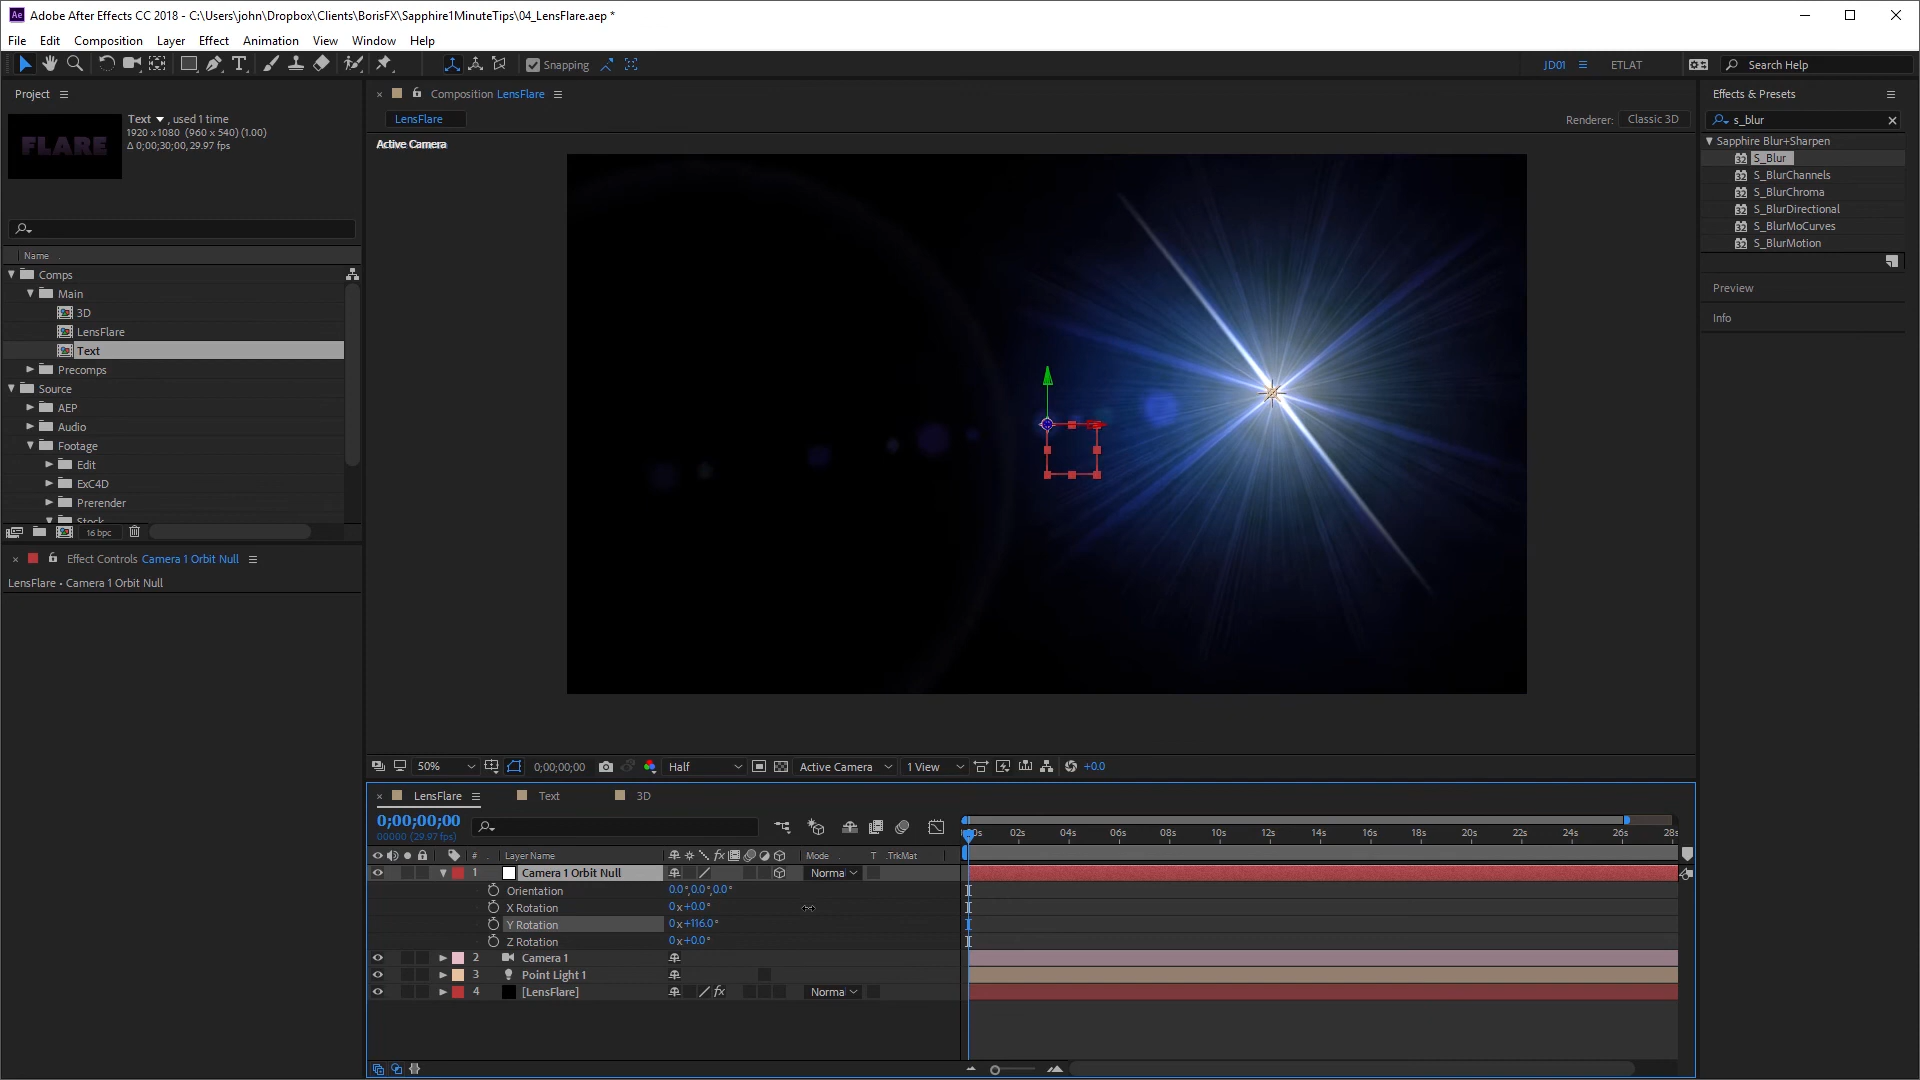 Adobe After Effects CC 2018 - C:\Users\john\Dropbox\Clients\BorisFX\Sapphire1MinuteTips\04_LensFlare.aep *
File Edit Composition Layer Effect Animation View Window Help
Snapping
JD01
ETLAT
Search Help
Project
Text , used 1 time
1920 x 1080 (960 x 540) (1.00)
Δ 0;00;30;00, 29.97 fps
FLARE
Name
Comps
Main
3D
LensFlare
Text
Precomps
Source
AEP
Audio
Footage
Edit
ExC4D
Prerender
Stock
16 bpc
Effect Controls Camera 1 Orbit Null
LensFlare • Camera 1 Orbit Null
Composition LensFlare
LensFlare
Renderer: Classic 3D
Active Camera
50%
0;00;00;00
Half
Active Camera
1 View
+0.0
Effects & Presets
s_blur
Sapphire Blur+Sharpen
S_Blur
S_BlurChannels
S_BlurChroma
S_BlurDirectional
S_BlurMoCurves
S_BlurMotion
Preview
Info
LensFlare
Text
3D
0;00;00;00
00000 (29.97 fps)
02s 04s 06s 08s 10s 12s 14s 16s 18s 20s 22s 24s 26s 28s
# Layer Name Mode T .TrkMat
1 Camera 1 Orbit Null Normal
Orientation 0.0°,0.0°,0.0°
X Rotation 0x+0.0°
Y Rotation 0x+116.0°
Z Rotation 0x+0.0°
2 Camera 1
3 Point Light 1
4 [LensFlare] Normal